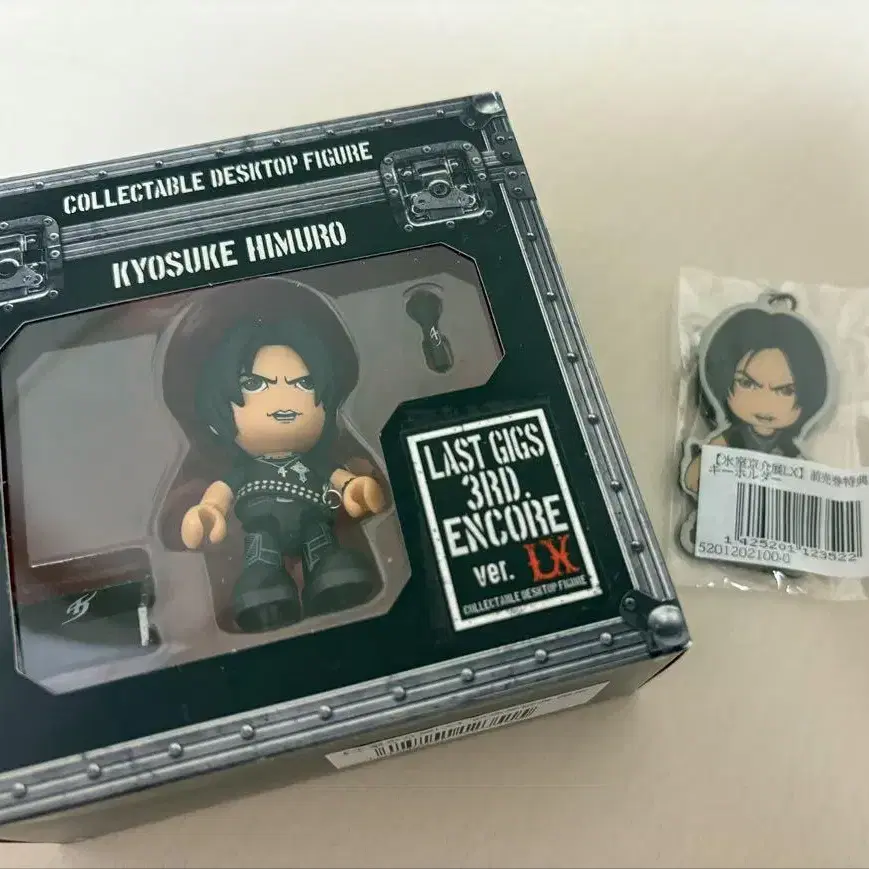 COLLECTABLE DESKTOP FIGURE
KYOSUKE HIMURO
LAST GIGS
3RD.
ENCORE
ver. LX
COLLECTABLE DESKTOP FIGURE
【氷室京介展LX】前売券特典
キーホルダー
1425201123522
5201202100-0